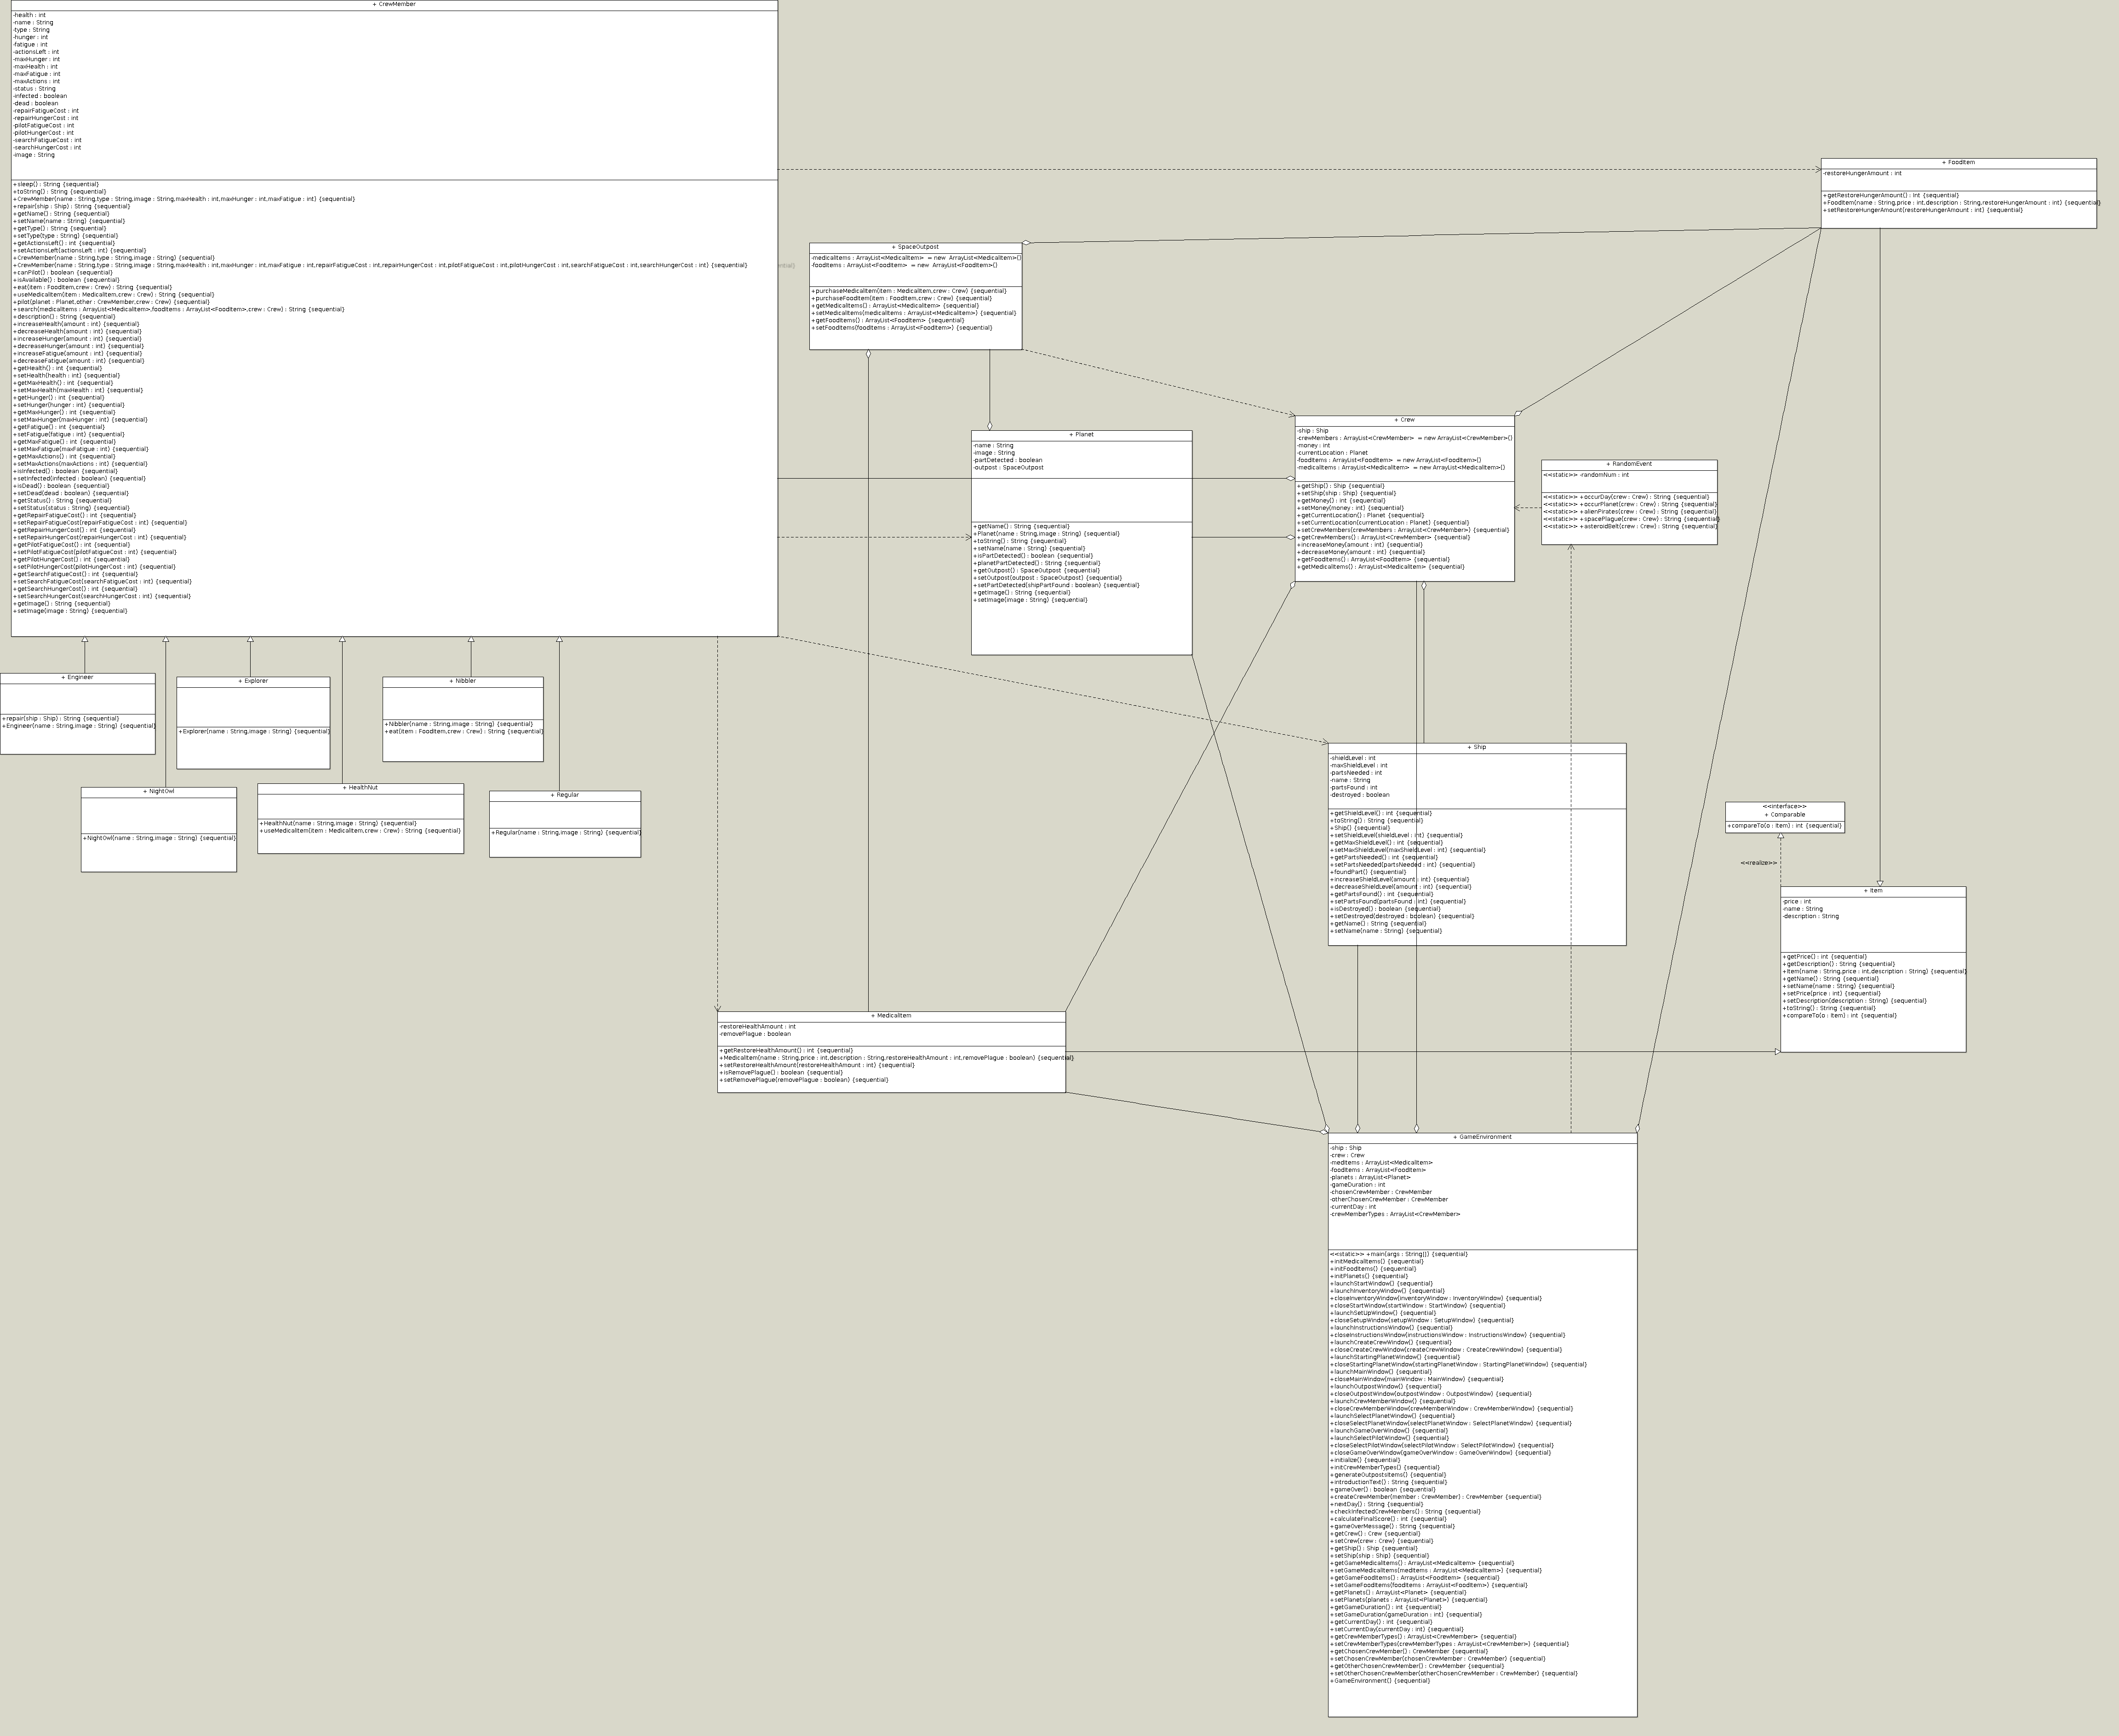 + CrewMember
-health : int
-name : String
-type : String
-hunger : int
-fatigue : int
-actionsLeft : int
-maxHunger : int
-maxHealth : int
-maxFatigue : int
-maxActions : int
-status : String
-infected : boolean
-dead : boolean
-repairFatigueCost : int
-repairHungerCost : int
-pilotFatigueCost : int
-pilotHungerCost : int
-searchFatigueCost : int
-searchHungerCost : int
-image : String
+sleep() : String {sequential}
+toString() : String {sequential}
+CrewMember(name : String,type : String,image : String,maxHealth : int,maxHunger : int,maxFatigue : int) {sequential}
+repair(ship : Ship) : String {sequential}
+getName() : String {sequential}
+setName(name : String) {sequential}
+getType() : String {sequential}
+setType(type : String) {sequential}
+getActionsLeft() : int {sequential}
+setActionsLeft(actionsLeft : int) {sequential}
+CrewMember(name : String,type : String,image : String) {sequential}
+CrewMember(name : String,type : String,image : String,maxHealth : int,maxHunger : int,maxFatigue : int,repairFatigueCost : int,repairHungerCost : int,pilotFatigueCost : int,pilotHungerCost : int,searchFatigueCost : int,searchHungerCost : int) {sequential}
+canPilot() : boolean {sequential}
+isAvailable() : boolean {sequential}
+eat(item : FoodItem,crew : Crew) : String {sequential}
+useMedicalItem(item : MedicalItem,crew : Crew) : String {sequential}
+pilot(planet : Planet,other : CrewMember,crew : Crew) {sequential}
+search(medicalItems : ArrayList<MedicalItem>,foodItems : ArrayList<FoodItem>,crew : Crew) : String {sequential}
+description() : String {sequential}
+increaseHealth(amount : int) {sequential}
+decreaseHealth(amount : int) {sequential}
+increaseHunger(amount : int) {sequential}
+decreaseHunger(amount : int) {sequential}
+increaseFatigue(amount : int) {sequential}
+decreaseFatigue(amount : int) {sequential}
+getHealth() : int {sequential}
+setHealth(health : int) {sequential}
+getMaxHealth() : int {sequential}
+setMaxHealth(maxHealth : int) {sequential}
+getHunger() : int {sequential}
+setHunger(hunger : int) {sequential}
+getMaxHunger() : int {sequential}
+setMaxHunger(maxHunger : int) {sequential}
+getFatigue() : int {sequential}
+setFatigue(fatigue : int) {sequential}
+getMaxFatigue() : int {sequential}
+setMaxFatigue(maxFatigue : int) {sequential}
+getMaxActions() : int {sequential}
+setMaxActions(maxActions : int) {sequential}
+isInfected() : boolean {sequential}
+setInfected(infected : boolean) {sequential}
+isDead() : boolean {sequential}
+setDead(dead : boolean) {sequential}
+getStatus() : String {sequential}
+setStatus(status : String) {sequential}
+getRepairFatigueCost() : int {sequential}
+setRepairFatigueCost(repairFatigueCost : int) {sequential}
+getRepairHungerCost() : int {sequential}
+setRepairHungerCost(repairHungerCost : int) {sequential}
+getPilotFatigueCost() : int {sequential}
+setPilotFatigueCost(pilotFatigueCost : int) {sequential}
+getPilotHungerCost() : int {sequential}
+setPilotHungerCost(pilotHungerCost : int) {sequential}
+getSearchFatigueCost() : int {sequential}
+setSearchFatigueCost(searchFatigueCost : int) {sequential}
+getSearchHungerCost() : int {sequential}
+setSearchHungerCost(searchHungerCost : int) {sequential}
+getImage() : String {sequential}
+setImage(image : String) {sequential}
+ FoodItem
-restoreHungerAmount : int
+getRestoreHungerAmount() : int {sequential}
+FoodItem(name : String,price : int,description : String,restoreHungerAmount : int) {sequential}
+setRestoreHungerAmount(restoreHungerAmount : int) {sequential}
+ SpaceOutpost
-medicalItems : ArrayList<MedicalItem> = new ArrayList<MedicalItem>()
-foodItems : ArrayList<FoodItem> = new ArrayList<FoodItem>()
+purchaseMedicalItem(item : MedicalItem,crew : Crew) {sequential}
+purchaseFoodItem(item : FoodItem,crew : Crew) {sequential}
+getMedicalItems() : ArrayList<MedicalItem> {sequential}
+setMedicalItems(medicalItems : ArrayList<MedicalItem>) {sequential}
+getFoodItems() : ArrayList<FoodItem> {sequential}
+setFoodItems(foodItems : ArrayList<FoodItem>) {sequential}
+ Planet
-name : String
-image : String
-partDetected : boolean
-outpost : SpaceOutpost
+getName() : String {sequential}
+Planet(name : String,image : String) {sequential}
+toString() : String {sequential}
+setName(name : String) {sequential}
+isPartDetected() : boolean {sequential}
+planetPartDetected() : String {sequential}
+getOutpost() : SpaceOutpost {sequential}
+setOutpost(outpost : SpaceOutpost) {sequential}
+setPartDetected(shipPartFound : boolean) {sequential}
+getImage() : String {sequential}
+setImage(image : String) {sequential}
+ Crew
-ship : Ship
-crewMembers : ArrayList<CrewMember> = new ArrayList<CrewMember>()
-money : int
-currentLocation : Planet
-foodItems : ArrayList<FoodItem> = new ArrayList<FoodItem>()
-medicalItems : ArrayList<MedicalItem> = new ArrayList<MedicalItem>()
+getShip() : Ship {sequential}
+setShip(ship : Ship) {sequential}
+getMoney() : int {sequential}
+setMoney(money : int) {sequential}
+getCurrentLocation() : Planet {sequential}
+setCurrentLocation(currentLocation : Planet) {sequential}
+setCrewMembers(crewMembers : ArrayList<CrewMember>) {sequential}
+getCrewMembers() : ArrayList<CrewMember> {sequential}
+increaseMoney(amount : int) {sequential}
+decreaseMoney(amount : int) {sequential}
+getFoodItems() : ArrayList<FoodItem> {sequential}
+getMedicalItems() : ArrayList<MedicalItem> {sequential}
+ RandomEvent
<<static>> -randomNum : int
<<static>> +occurDay(crew : Crew) : String {sequential}
<<static>> +occurPlanet(crew : Crew) : String {sequential}
<<static>> +alienPirates(crew : Crew) : String {sequential}
<<static>> +spacePlague(crew : Crew) : String {sequential}
<<static>> +asteroidBelt(crew : Crew) : String {sequential}
+ Engineer
+repair(ship : Ship) : String {sequential}
+Engineer(name : String,image : String) {sequential}
+ Explorer
+Explorer(name : String,image : String) {sequential}
+ Nibbler
+Nibbler(name : String,image : String) {sequential}
+eat(item : FoodItem,crew : Crew) : String {sequential}
+ NightOwl
+NightOwl(name : String,image : String) {sequential}
+ HealthNut
+HealthNut(name : String,image : String) {sequential}
+useMedicalItem(item : MedicalItem,crew : Crew) : String {sequential}
+ Regular
+Regular(name : String,image : String) {sequential}
+ Ship
-shieldLevel : int
-maxShieldLevel : int
-partsNeeded : int
-name : String
-partsFound : int
-destroyed : boolean
+getShieldLevel() : int {sequential}
+toString() : String {sequential}
+Ship() {sequential}
+setShieldLevel(shieldLevel : int) {sequential}
+getMaxShieldLevel() : int {sequential}
+setMaxShieldLevel(maxShieldLevel : int) {sequential}
+getPartsNeeded() : int {sequential}
+setPartsNeeded(partsNeeded : int) {sequential}
+foundPart() {sequential}
+increaseShieldLevel(amount : int) {sequential}
+decreaseShieldLevel(amount : int) {sequential}
+getPartsFound() : int {sequential}
+setPartsFound(partsFound : int) {sequential}
+isDestroyed() : boolean {sequential}
+setDestroyed(destroyed : boolean) {sequential}
+getName() : String {sequential}
+setName(name : String) {sequential}
<<interface>>
+ Comparable
+compareTo(o : Item) : int {sequential}
<<realize>>
+ Item
-price : int
-name : String
-description : String
+getPrice() : int {sequential}
+getDescription() : String {sequential}
+Item(name : String,price : int,description : String) {sequential}
+getName() : String {sequential}
+setName(name : String) {sequential}
+setPrice(price : int) {sequential}
+setDescription(description : String) {sequential}
+toString() : String {sequential}
+compareTo(o : Item) : int {sequential}
+ MedicalItem
-restoreHealthAmount : int
-removePlague : boolean
+getRestoreHealthAmount() : int {sequential}
+MedicalItem(name : String,price : int,description : String,restoreHealthAmount : int,removePlague : boolean) {sequential}
+setRestoreHealthAmount(restoreHealthAmount : int) {sequential}
+isRemovePlague() : boolean {sequential}
+setRemovePlague(removePlague : boolean) {sequential}
+ GameEnvironment
-ship : Ship
-crew : Crew
-medItems : ArrayList<MedicalItem>
-foodItems : ArrayList<FoodItem>
-planets : ArrayList<Planet>
-gameDuration : int
-chosenCrewMember : CrewMember
-otherChosenCrewMember : CrewMember
-currentDay : int
-crewMemberTypes : ArrayList<CrewMember>
<<static>> +main(args : String[]) {sequential}
+initMedicalItems() {sequential}
+initFoodItems() {sequential}
+initPlanets() {sequential}
+launchStartWindow() {sequential}
+launchInventoryWindow() {sequential}
+closeInventoryWindow(inventoryWindow : InventoryWindow) {sequential}
+closeStartWindow(startWindow : StartWindow) {sequential}
+launchSetUpWindow() {sequential}
+closeSetupWindow(setupWindow : SetupWindow) {sequential}
+launchInstructionsWindow() {sequential}
+closeInstructionsWindow(instructionsWindow : InstructionsWindow) {sequential}
+launchCreateCrewWindow() {sequential}
+closeCreateCrewWindow(createCrewWindow : CreateCrewWindow) {sequential}
+launchStartingPlanetWindow() {sequential}
+closeStartingPlanetWindow(startingPlanetWindow : StartingPlanetWindow) {sequential}
+launchMainWindow() {sequential}
+closeMainWindow(mainWindow : MainWindow) {sequential}
+launchOutpostWindow() {sequential}
+closeOutpostWindow(outpostWindow : OutpostWindow) {sequential}
+launchCrewMemberWindow() {sequential}
+closeCrewMemberWindow(crewMemberWindow : CrewMemberWindow) {sequential}
+launchSelectPlanetWindow() {sequential}
+closeSelectPlanetWindow(selectPlanetWindow : SelectPlanetWindow) {sequential}
+launchGameOverWindow() {sequential}
+launchSelectPilotWindow() {sequential}
+closeSelectPilotWindow(selectPilotWindow : SelectPilotWindow) {sequential}
+closeGameOverWindow(gameOverWindow : GameOverWindow) {sequential}
+initialize() {sequential}
+initCrewMemberTypes() {sequential}
+generateOutpostsItems() {sequential}
+introductionText() : String {sequential}
+gameOver() : boolean {sequential}
+createCrewMember(member : CrewMember) : CrewMember {sequential}
+nextDay() : String {sequential}
+checkInfectedCrewMembers() : String {sequential}
+calculateFinalScore() : int {sequential}
+gameOverMessage() : String {sequential}
+getCrew() : Crew {sequential}
+setCrew(crew : Crew) {sequential}
+getShip() : Ship {sequential}
+setShip(ship : Ship) {sequential}
+getGameMedicalItems() : ArrayList<MedicalItem> {sequential}
+setGameMedicalItems(medItems : ArrayList<MedicalItem>) {sequential}
+getGameFoodItems() : ArrayList<FoodItem> {sequential}
+setGameFoodItems(foodItems : ArrayList<FoodItem>) {sequential}
+getPlanets() : ArrayList<Planet> {sequential}
+setPlanets(planets : ArrayList<Planet>) {sequential}
+getGameDuration() : int {sequential}
+setGameDuration(gameDuration : int) {sequential}
+getCurrentDay() : int {sequential}
+setCurrentDay(currentDay : int) {sequential}
+getCrewMemberTypes() : ArrayList<CrewMember> {sequential}
+setCrewMemberTypes(crewMemberTypes : ArrayList<CrewMember>) {sequential}
+getChosenCrewMember() : CrewMember {sequential}
+setChosenCrewMember(chosenCrewMember : CrewMember) {sequential}
+getOtherChosenCrewMember() : CrewMember {sequential}
+setOtherChosenCrewMember(otherChosenCrewMember : CrewMember) {sequential}
+GameEnvironment() {sequential}